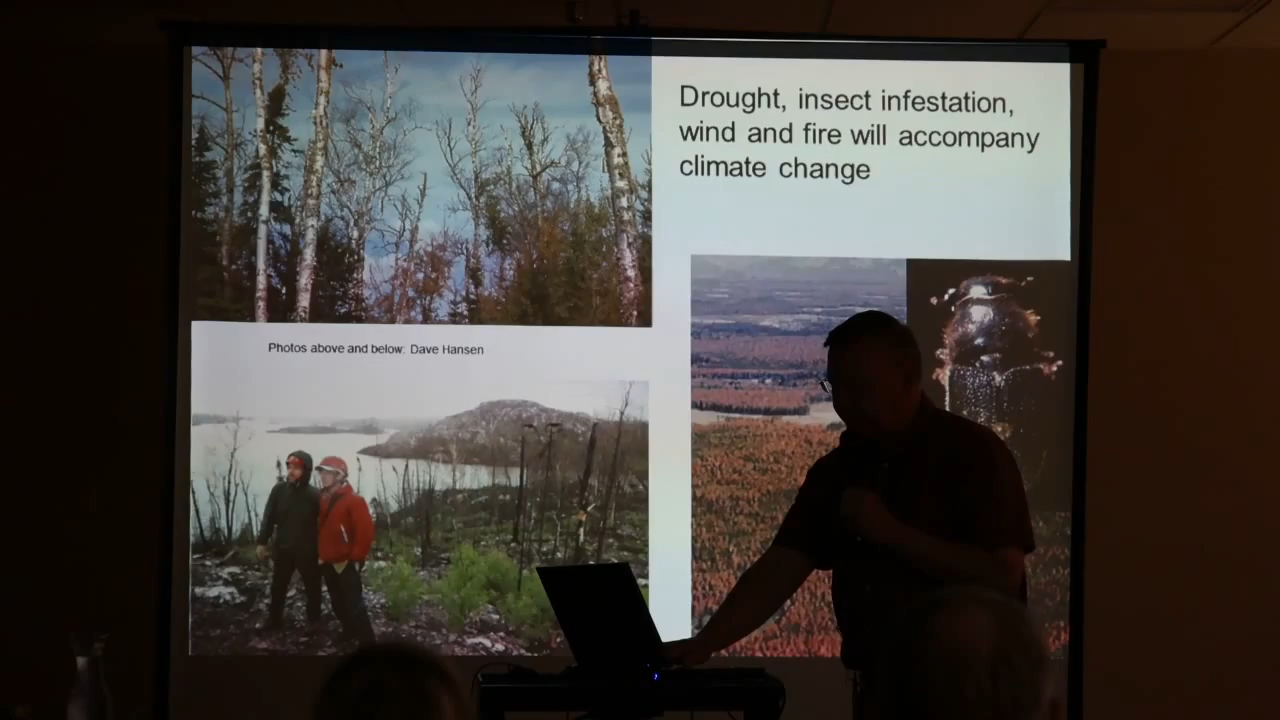 Drought, insect infestation,
wind and fire will accompany
climate change
Photos above and below: Dave Hansen